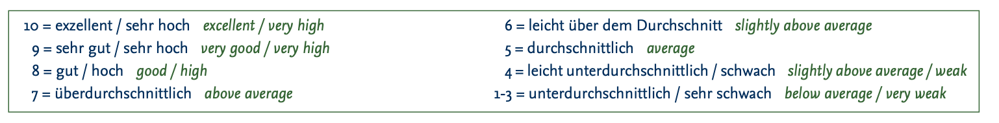 10 = exzellent / sehr hoch excellent / very high
9 = sehr gut / sehr hoch very good / very high
8 = gut / hoch good / high
7 = überdurchschnittlich above average
6 = leicht über dem Durchschnitt slightly above average
5 = durchschnittlich average
4 = leicht unterdurchschnittlich / schwach slightly above average / weak
1-3 = unterdurchschnittlich / sehr schwach below average / very weak